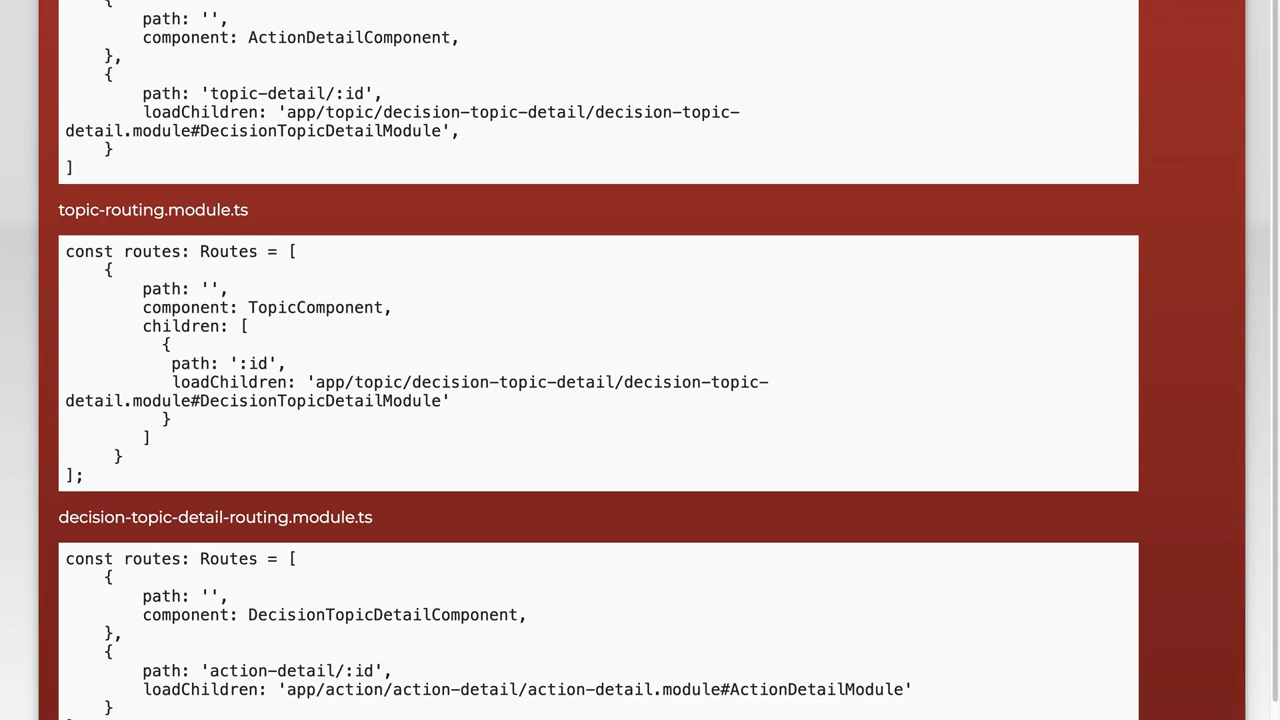 {
path: '',
component: ActionDetailComponent,
},
{
path: 'topic-detail/:id',
loadChildren: 'app/topic/decision-topic-detail/decision-topic-
detail.module#DecisionTopicDetailModule',
}
]
topic-routing.module.ts
const routes: Routes = [
{
path: '',
component: TopicComponent,
children: [
{
path: ':id',
loadChildren: 'app/topic/decision-topic-detail/decision-topic-
detail.module#DecisionTopicDetailModule'
}
]
}
];
decision-topic-detail-routing.module.ts
const routes: Routes = [
{
path: '',
component: DecisionTopicDetailComponent,
},
{
path: 'action-detail/:id',
loadChildren: 'app/action/action-detail/action-detail.module#ActionDetailModule'
}